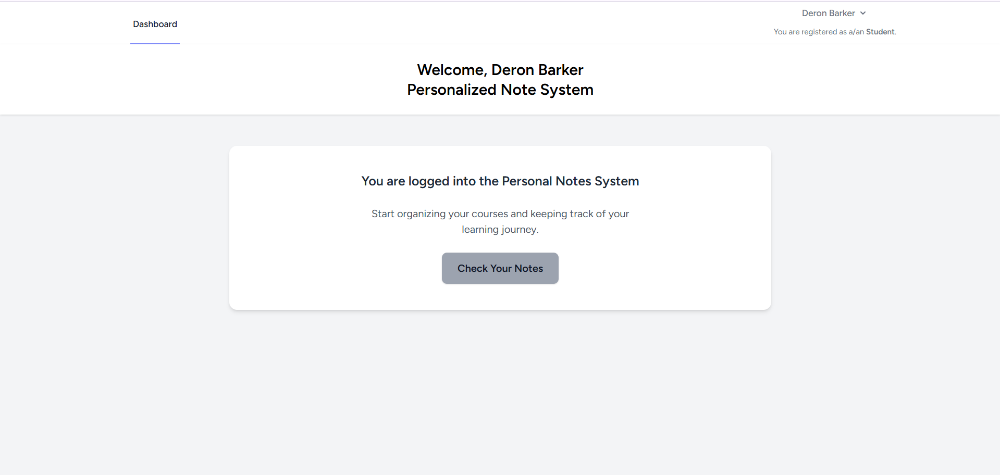 Dashboard
Deron Barker
You are registered as a/an Student.
Welcome, Deron Barker
Personalized Note System
You are logged into the Personal Notes System
Start organizing your courses and keeping track of your
learning journey.
Check Your Notes